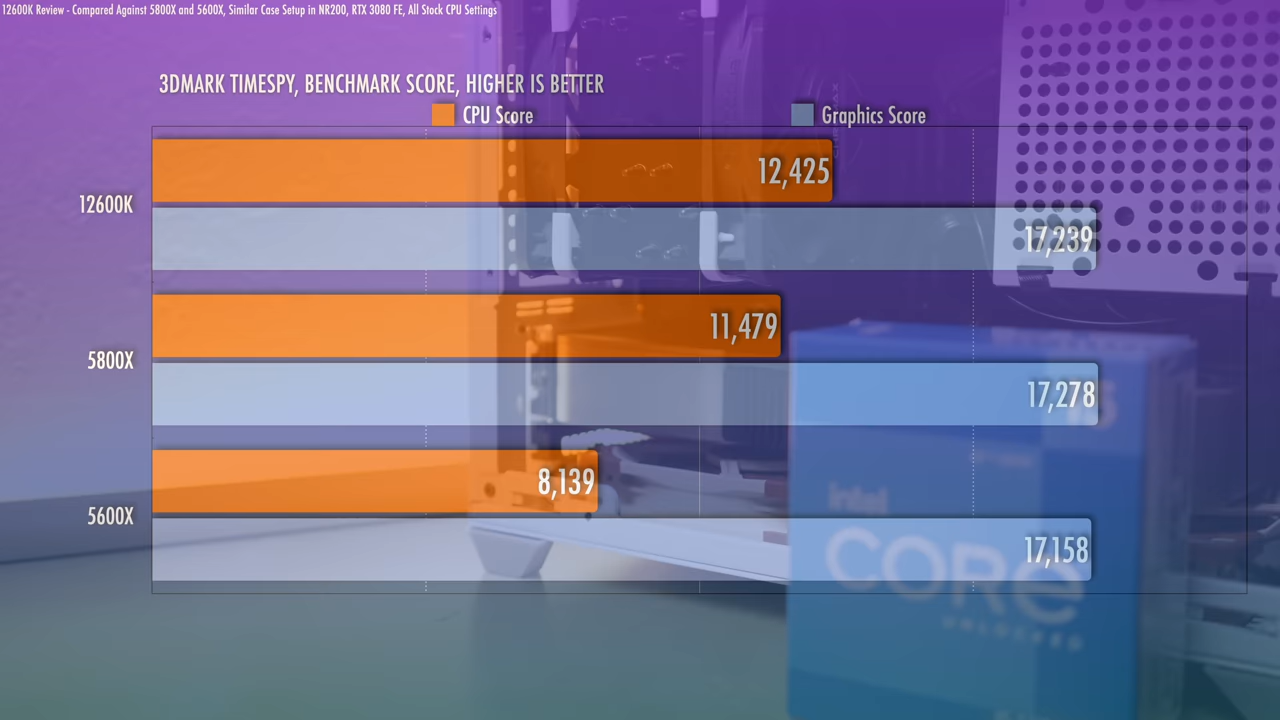 12600K Review - Compared Against 5800X and 5600X, Similar Case Setup in NR200, RTX 3080 FE, All Stock CPU Settings
3DMARK TIMESPY, BENCHMARK SCORE, HIGHER IS BETTER
CPU Score
Graphics Score
12600K
12,425
17,239
5800X
11,479
17,278
5600X
8,139
17,158
intel
CORE
UNLOCKED
i5